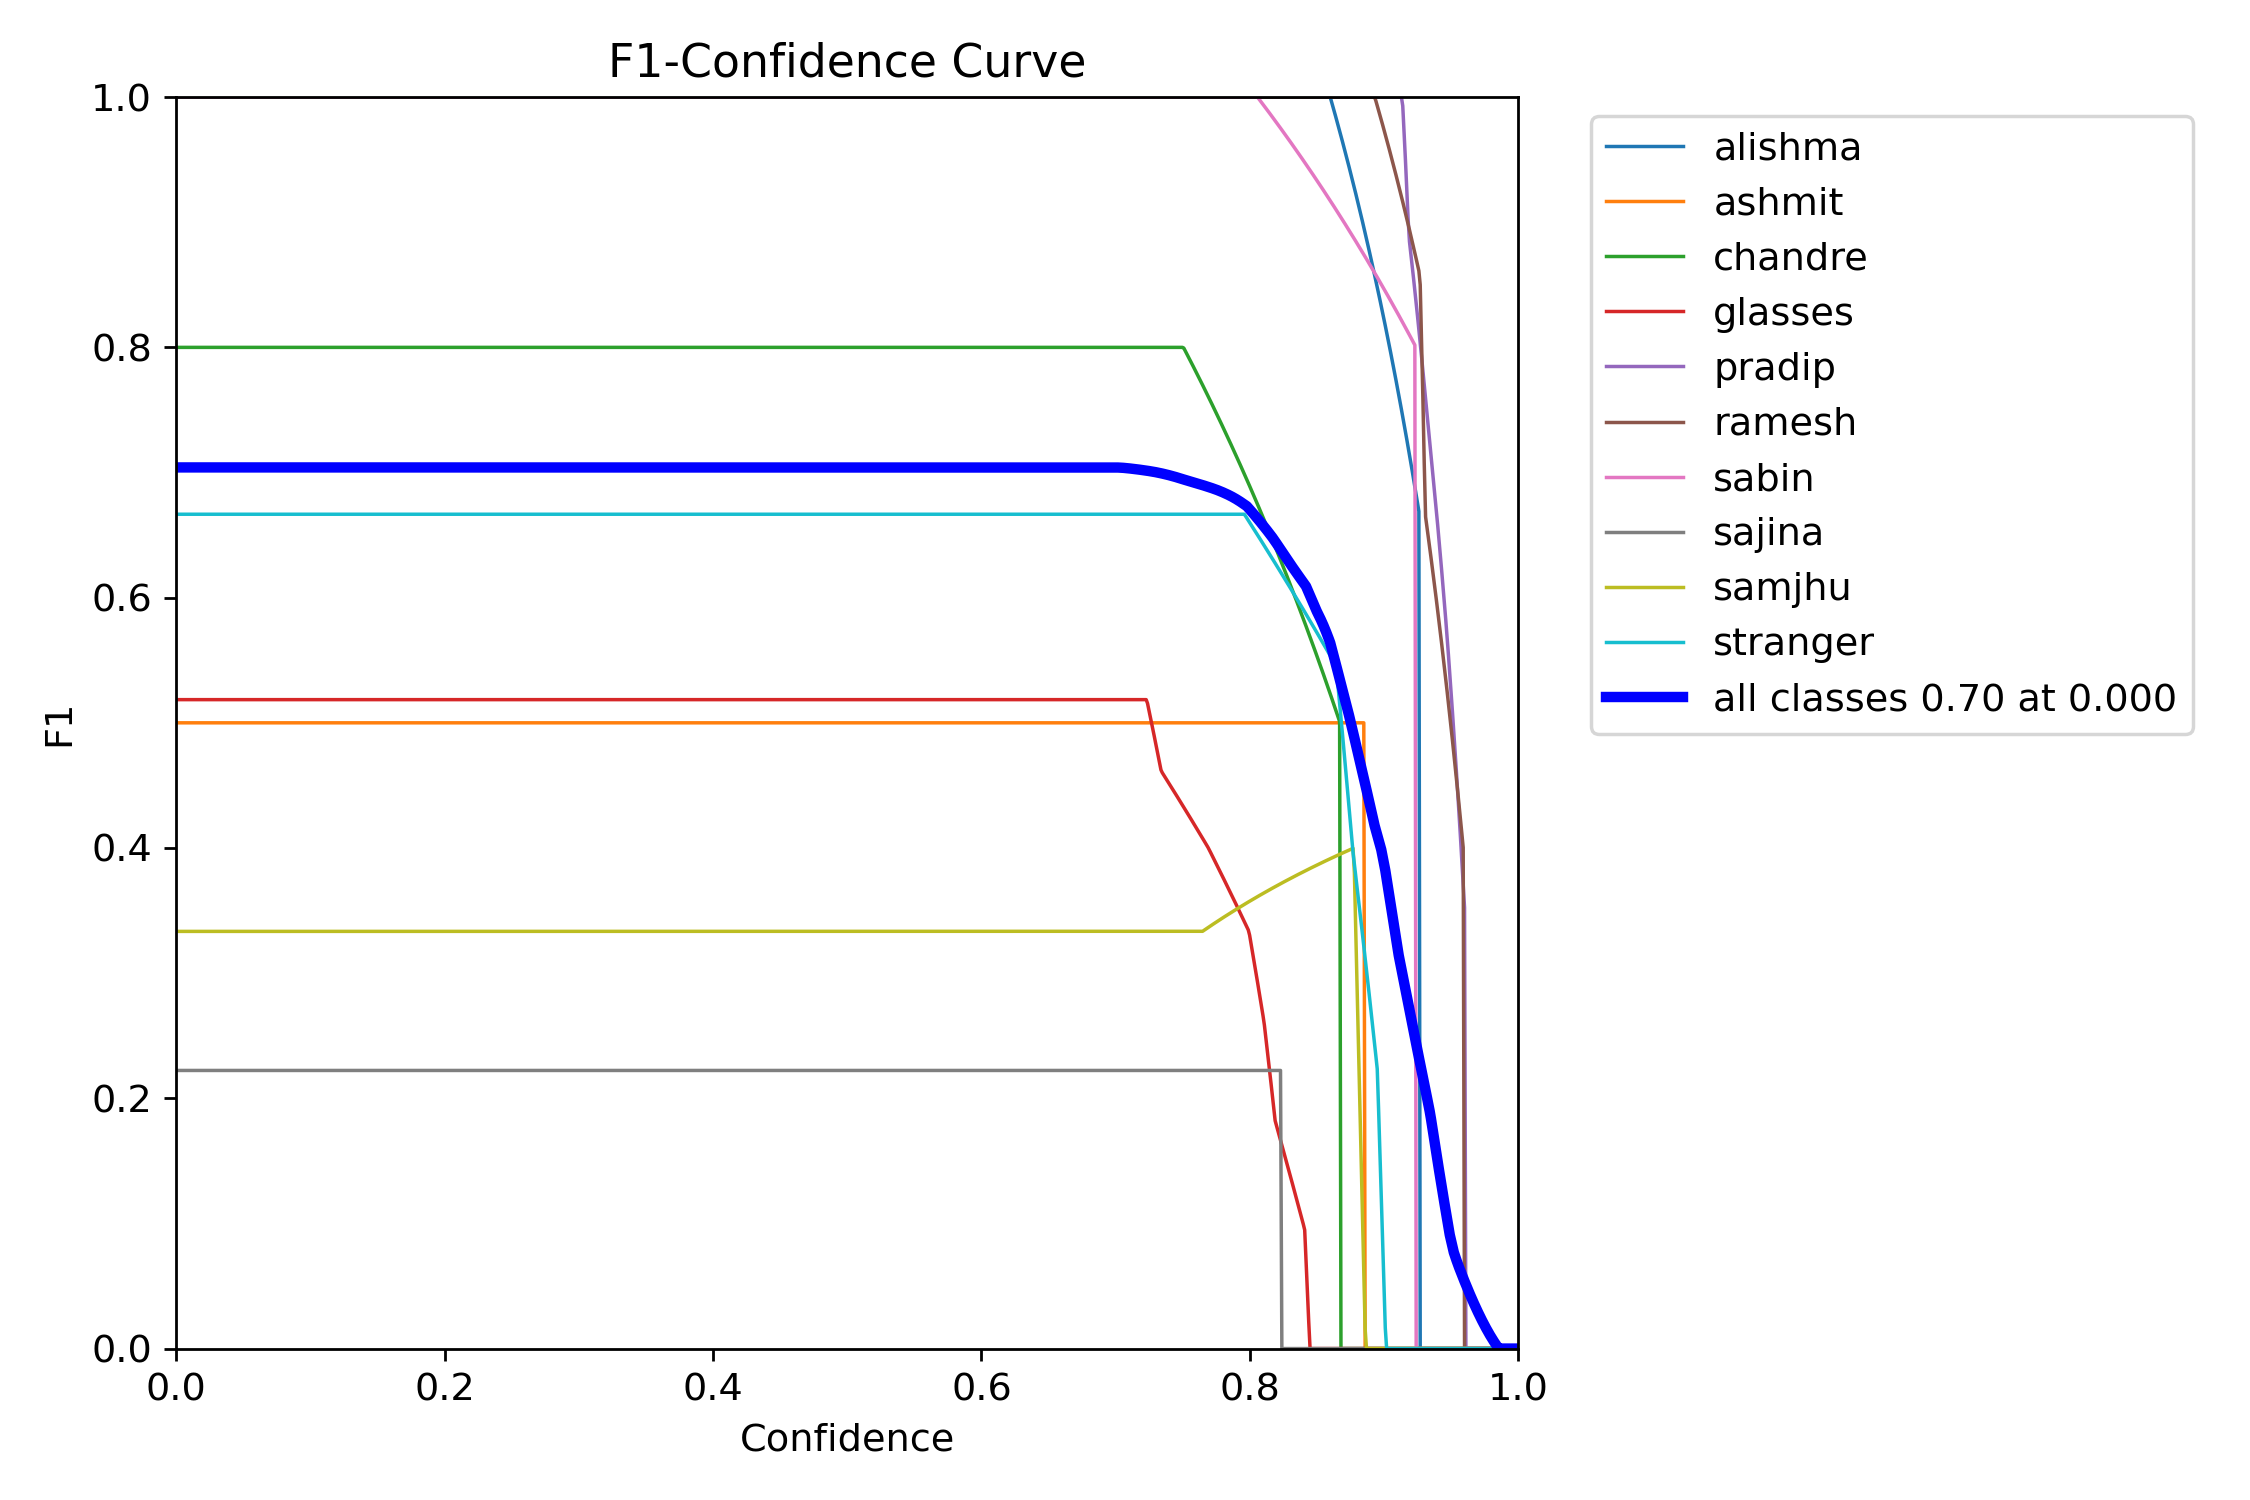 F1-Confidence Curve
1.0
0.8
0.6
0.4
0.2
0.0
F1
0.0 0.2 0.4 0.6 0.8 1.0
Confidence
alishma
ashmit
chandre
glasses
pradip
ramesh
sabin
sajina
samjhu
stranger
all classes 0.70 at 0.000